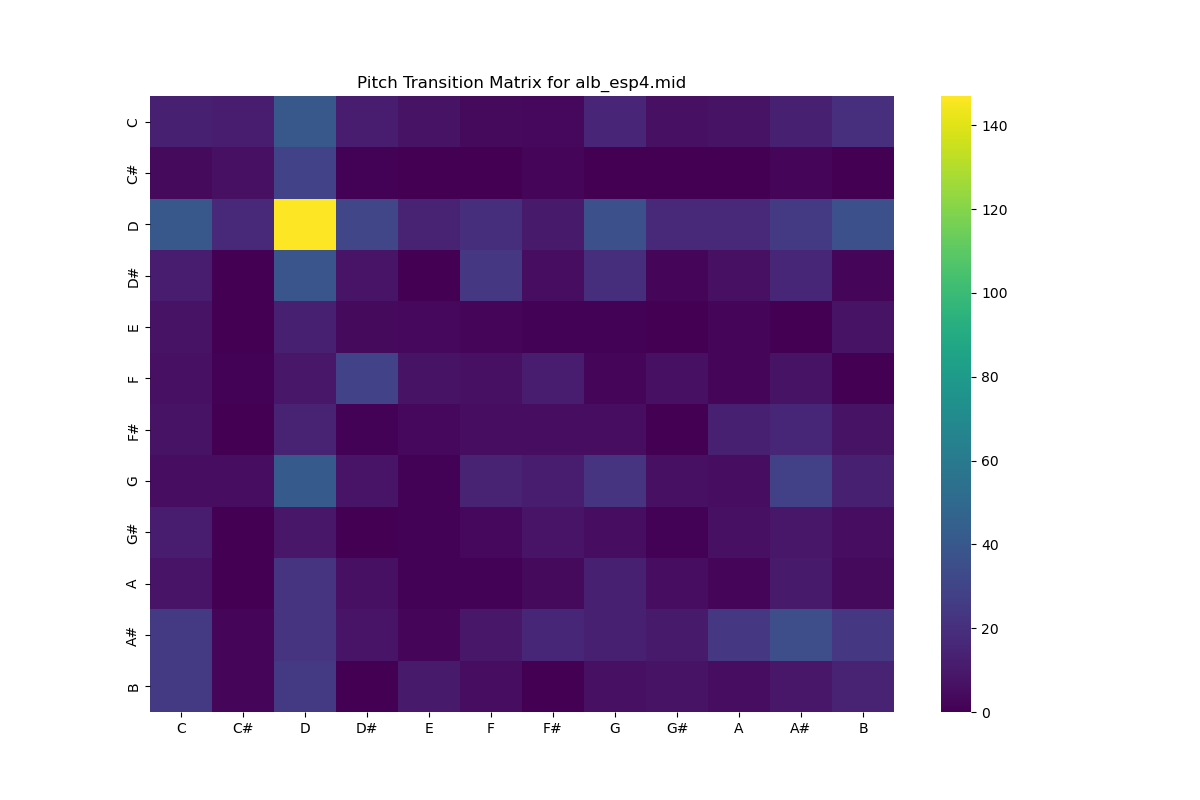 Pitch Transition Matrix for alb_esp4.mid
C
C#
D
D#
E
F
F#
G
G#
A
A#
B
C C# D D# E F F# G G# A A# B
140
120
100
80
60
40
20
0